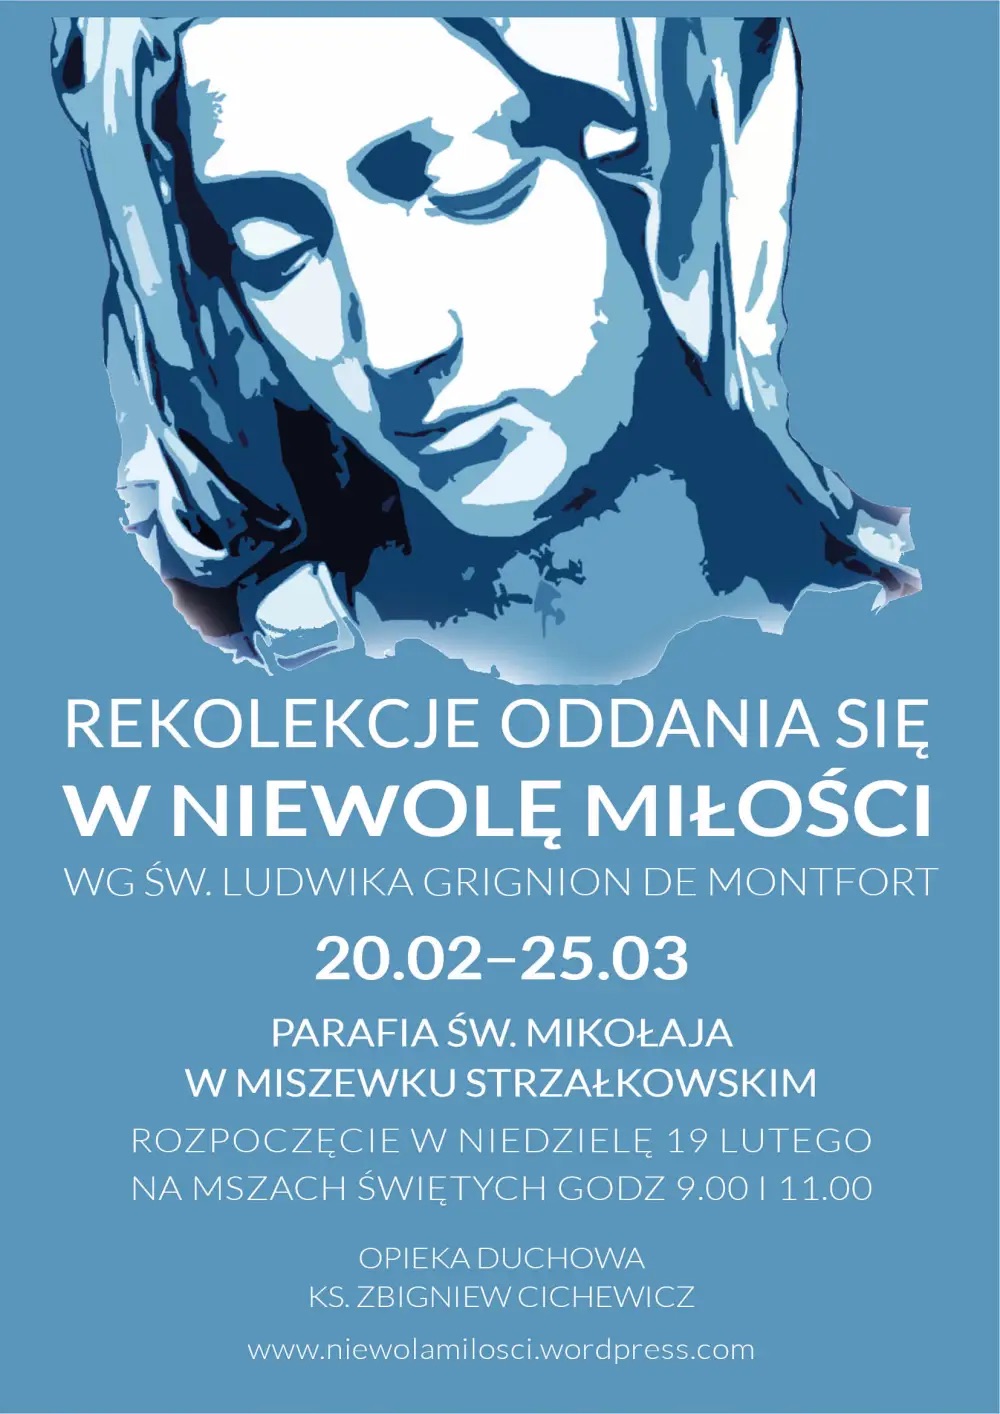 REKOLEKCJE ODDANIA SIĘ
W NIEWOLĘ MIŁOŚCI
WG ŚW. LUDWIKA GRIGNION DE MONTFORT
20.02–25.03
PARAFIA ŚW. MIKOŁAJA
W MISZEWKU STRZAŁKOWSKIM
ROZPOCZĘCIE W NIEDZIELĘ 19 LUTEGO
NA MSZACH ŚWIĘTYCH GODZ 9.00 I 11.00
OPIEKA DUCHOWA
KS. ZBIGNIEW CICHEWICZ
www.niewolamilosci.wordpress.com